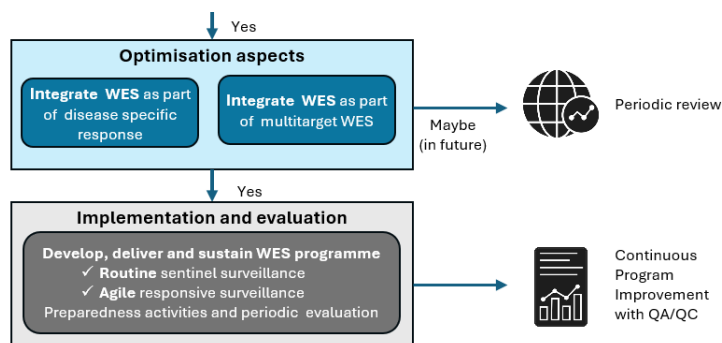 Yes
Optimisation aspects
Integrate WES as part
of disease specific
response
Integrate WES as part
of multitarget WES
Maybe
(in future)
Periodic review
Yes
Implementation and evaluation
Develop, deliver and sustain WES programme
✓ Routine sentinel surveillance
✓ Agile responsive surveillance
Preparedness activities and periodic evaluation
Continuous
Program
Improvement
with QA/QC